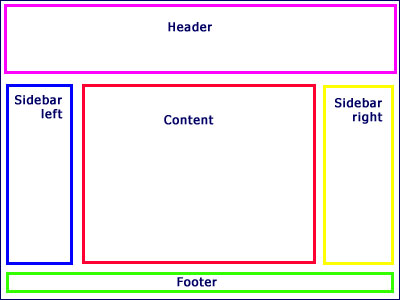 Header
Sidebar
left
Content
Sidebar
right
Footer